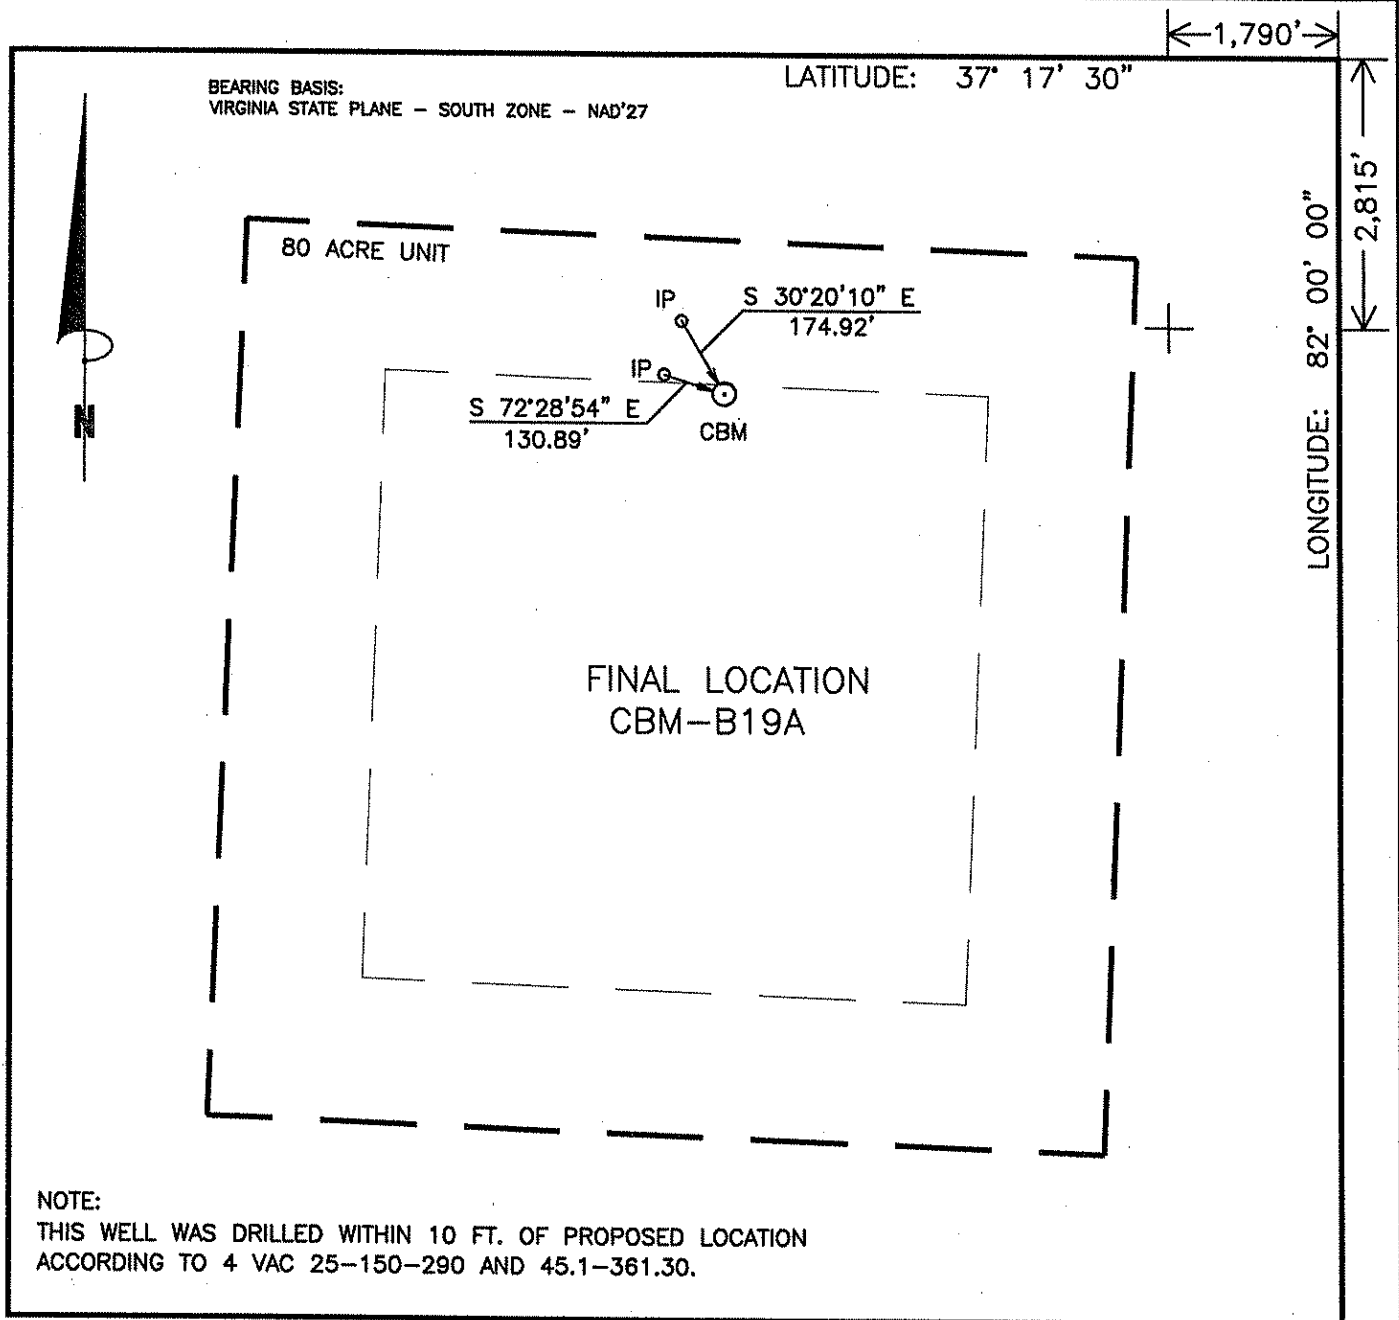 1,790'
BEARING BASIS:
VIRGINIA STATE PLANE – SOUTH ZONE – NAD'27
LATITUDE: 37° 17' 30"
2,815'
LONGITUDE: 82° 00' 00"
80 ACRE UNIT
IP
S 30°20'10" E
174.92'
IP
S 72°28'54" E
130.89'
CBM
N
FINAL LOCATION
CBM–B19A
NOTE:
THIS WELL WAS DRILLED WITHIN 10 FT. OF PROPOSED LOCATION
ACCORDING TO 4 VAC 25–150–290 AND 45.1–361.30.